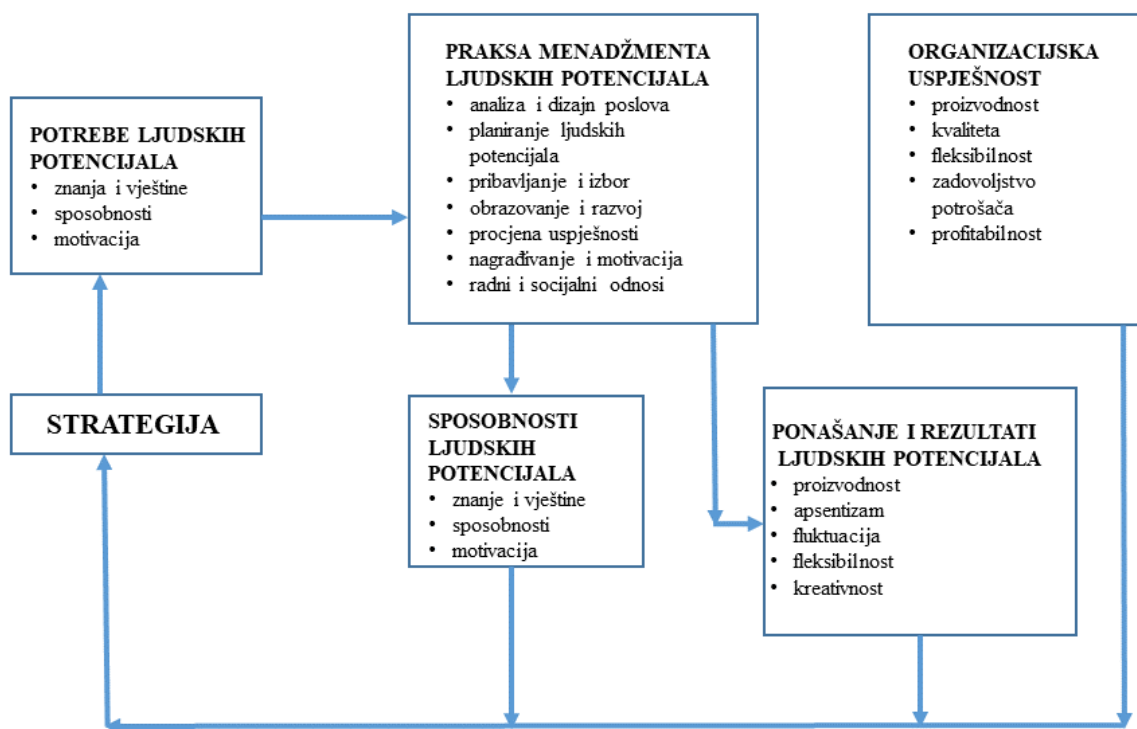 POTREBE LJUDSKIH
POTENCIJALA
• znanja i vještine
• sposobnosti
• motivacija
PRAKSA MENADŽMENTA
LJUDSKIH POTENCIJALA
• analiza i dizajn poslova
• planiranje ljudskih
potencijala
• pribavljanje i izbor
• obrazovanje i razvoj
• procjena uspješnosti
• nagrađivanje i motivacija
• radni i socijalni odnosi
ORGANIZACIJSKA
USPJEŠNOST
• proizvodnost
• kvaliteta
• fleksibilnost
• zadovoljstvo
potrošača
• profitabilnost
STRATEGIJA
SPOSOBNOSTI
LJUDSKIH
POTENCIJALA
• znanje i vještine
• sposobnosti
• motivacija
PONAŠANJE I REZULTATI
LJUDSKIH POTENCIJALA
• proizvodnost
• apsentizam
• fluktuacija
• fleksibilnost
• kreativnost